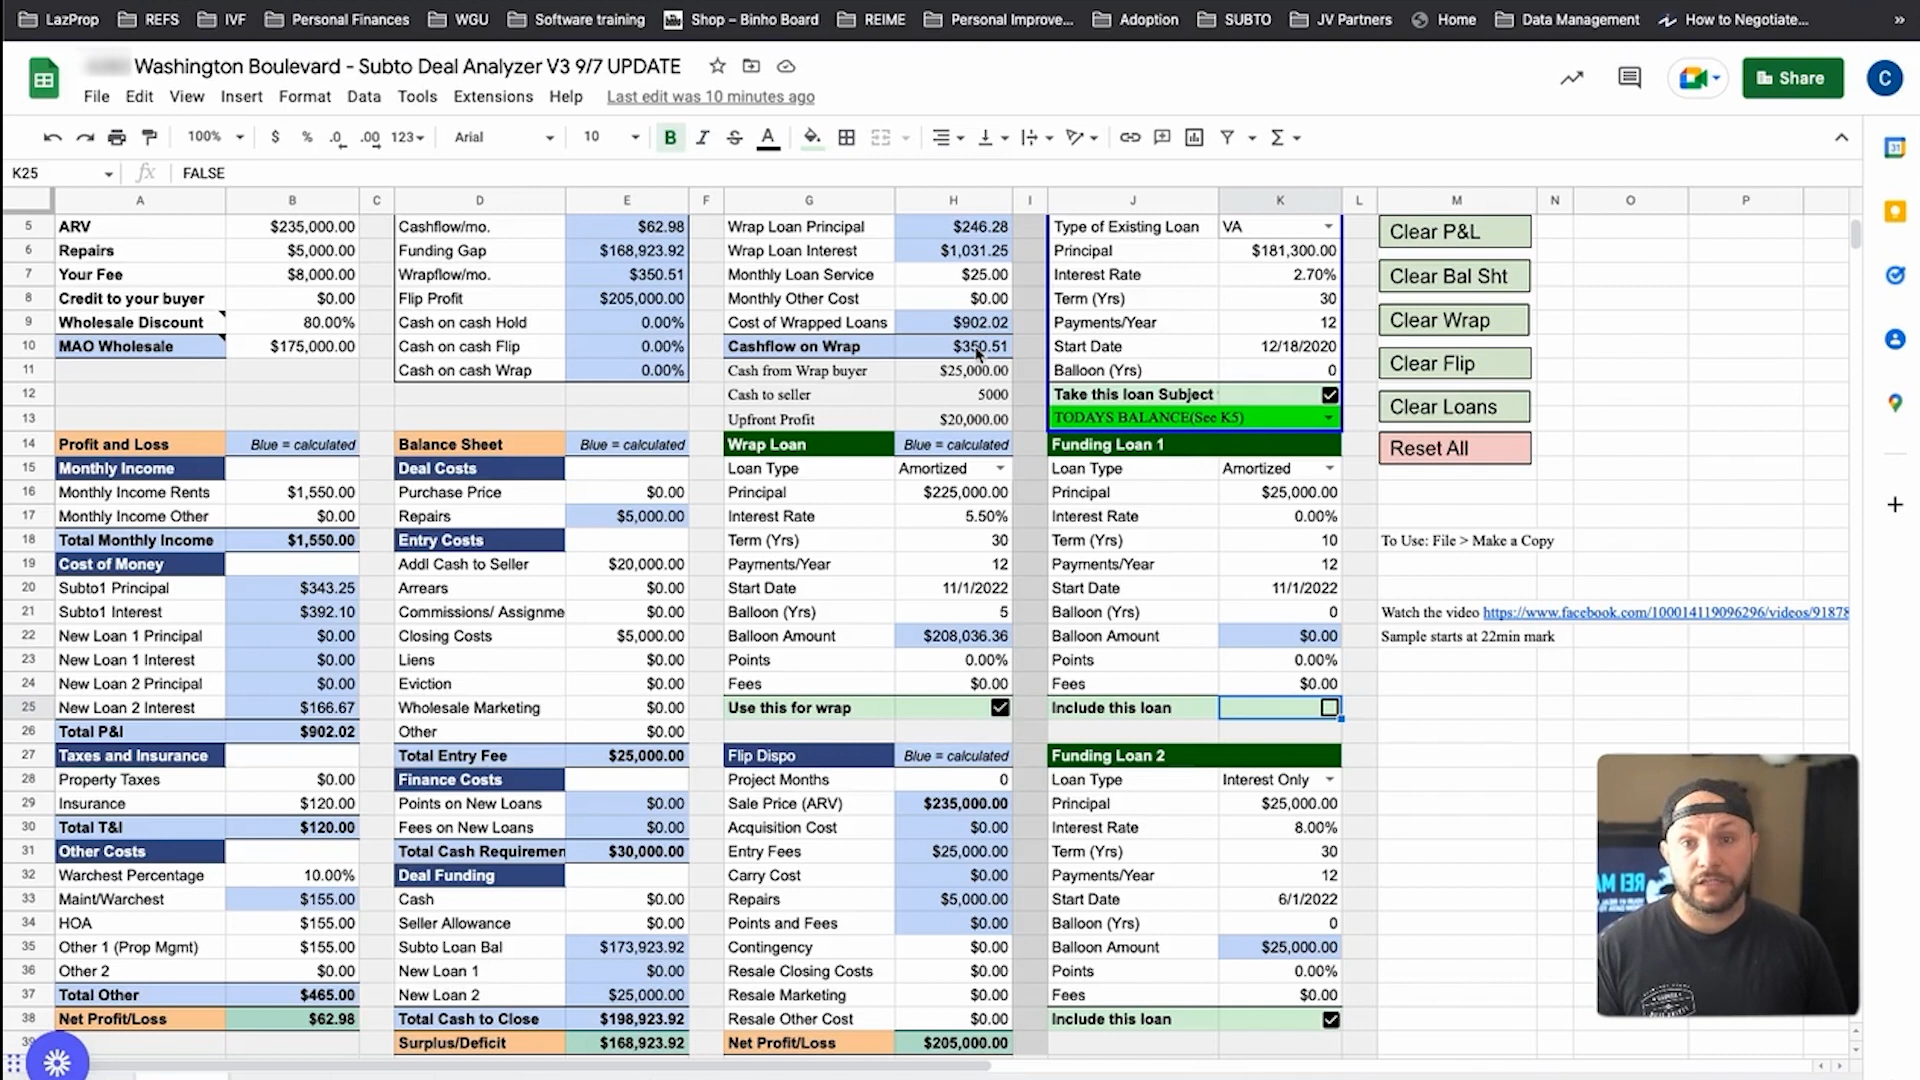 LazProp REFS IVF Personal Finances WGU Software training Shop – Binho Board REIME Personal Improve... Adoption SUBTO JV Partners Home Data Management How to Negotiate... »
Washington Boulevard - Subto Deal Analyzer V3 9/7 UPDATE
File Edit View Insert Format Data Tools Extensions Help Last edit was 10 minutes ago Share C
100% $ % .0 .00 123 Arial 10 B I S A
K25 fx FALSE
A B C D E F G H I J K L M N O P
5 ARV $235,000.00 Cashflow/mo. $62.98 Wrap Loan Principal $246.28 Type of Existing Loan VA Clear P&L
6 Repairs $5,000.00 Funding Gap $168,923.92 Wrap Loan Interest $1,031.25 Principal $181,300.00
7 Your Fee $8,000.00 Wrapflow/mo. $350.51 Monthly Loan Service $25.00 Interest Rate 2.70% Clear Bal Sht
8 Credit to your buyer $0.00 Flip Profit $205,000.00 Monthly Other Cost $0.00 Term (Yrs) 30
9 Wholesale Discount 80.00% Cash on cash Hold 0.00% Cost of Wrapped Loans $902.02 Payments/Year 12 Clear Wrap
10 MAO Wholesale $175,000.00 Cash on cash Flip 0.00% Cashflow on Wrap $350.51 Start Date 12/18/2020
11 Cash on cash Wrap 0.00% Cash from Wrap buyer $25,000.00 Balloon (Yrs) 0 Clear Flip
12 Cash to seller 5000 Take this loan Subject Clear Loans
13 Upfront Profit $20,000.00 TODAYS BALANCE(See K5)
14 Profit and Loss Blue = calculated Balance Sheet Blue = calculated Wrap Loan Blue = calculated Funding Loan 1 Reset All
15 Monthly Income Deal Costs Loan Type Amortized Loan Type Amortized
16 Monthly Income Rents $1,550.00 Purchase Price $0.00 Principal $225,000.00 Principal $25,000.00
17 Monthly Income Other $0.00 Repairs $5,000.00 Interest Rate 5.50% Interest Rate 0.00%
18 Total Monthly Income $1,550.00 Entry Costs Term (Yrs) 30 Term (Yrs) 10 To Use: File > Make a Copy
19 Cost of Money Addl Cash to Seller $20,000.00 Payments/Year 12 Payments/Year 12
20 Subto1 Principal $343.25 Arrears $0.00 Start Date 11/1/2022 Start Date 11/1/2022
21 Subto1 Interest $392.10 Commissions/ Assignme $0.00 Balloon (Yrs) 5 Balloon (Yrs) 0 Watch the video https://www.facebook.com/100014119096296/videos/91878
22 New Loan 1 Principal $0.00 Closing Costs $5,000.00 Balloon Amount $208,036.36 Balloon Amount $0.00 Sample starts at 22min mark
23 New Loan 1 Interest $0.00 Liens $0.00 Points 0.00% Points 0.00%
24 New Loan 2 Principal $0.00 Eviction $0.00 Fees $0.00 Fees $0.00
25 New Loan 2 Interest $166.67 Wholesale Marketing $0.00 Use this for wrap Include this loan
26 Total P&I $902.02 Other $0.00
27 Taxes and Insurance Total Entry Fee $25,000.00 Flip Dispo Blue = calculated Funding Loan 2
28 Property Taxes $0.00 Finance Costs Project Months 0 Loan Type Interest Only
29 Insurance $120.00 Points on New Loans $0.00 Sale Price (ARV) $235,000.00 Principal $25,000.00
30 Total T&I $120.00 Fees on New Loans $0.00 Acquisition Cost $0.00 Interest Rate 8.00%
31 Other Costs Total Cash Requiremen $30,000.00 Entry Fees $25,000.00 Term (Yrs) 30
32 Warchest Percentage 10.00% Deal Funding Carry Cost $0.00 Payments/Year 12
33 Maint/Warchest $155.00 Cash $0.00 Repairs $5,000.00 Start Date 6/1/2022
34 HOA $155.00 Seller Allowance $0.00 Points and Fees $0.00 Balloon (Yrs) 0
35 Other 1 (Prop Mgmt) $155.00 Subto Loan Bal $173,923.92 Contingency $0.00 Balloon Amount $25,000.00
36 Other 2 $0.00 New Loan 1 $0.00 Resale Closing Costs $0.00 Points 0.00%
37 Total Other $465.00 New Loan 2 $25,000.00 Resale Marketing $0.00 Fees $0.00
38 Net Profit/Loss $62.98 Total Cash to Close $198,923.92 Resale Other Cost $0.00 Include this loan
39 Surplus/Deficit $168,923.92 Net Profit/Loss $205,000.00